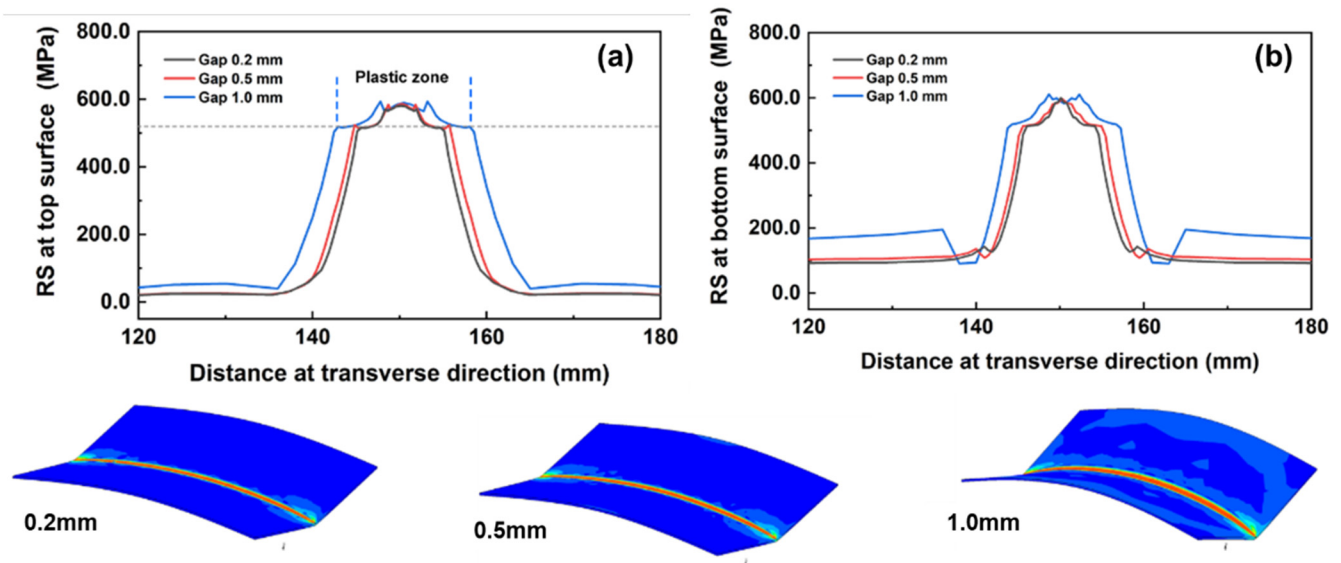 (a)
RS at top surface (MPa)
800.0
600.0
400.0
200.0
0.0
Gap 0.2 mm
Gap 0.5 mm
Gap 1.0 mm
Plastic zone
120
140
160
180
Distance at transverse direction (mm)
(b)
RS at bottom surface (MPa)
800.0
600.0
400.0
200.0
0.0
Gap 0.2 mm
Gap 0.5 mm
Gap 1.0 mm
120
140
160
180
Distance at transverse direction (mm)
0.2mm
0.5mm
1.0mm